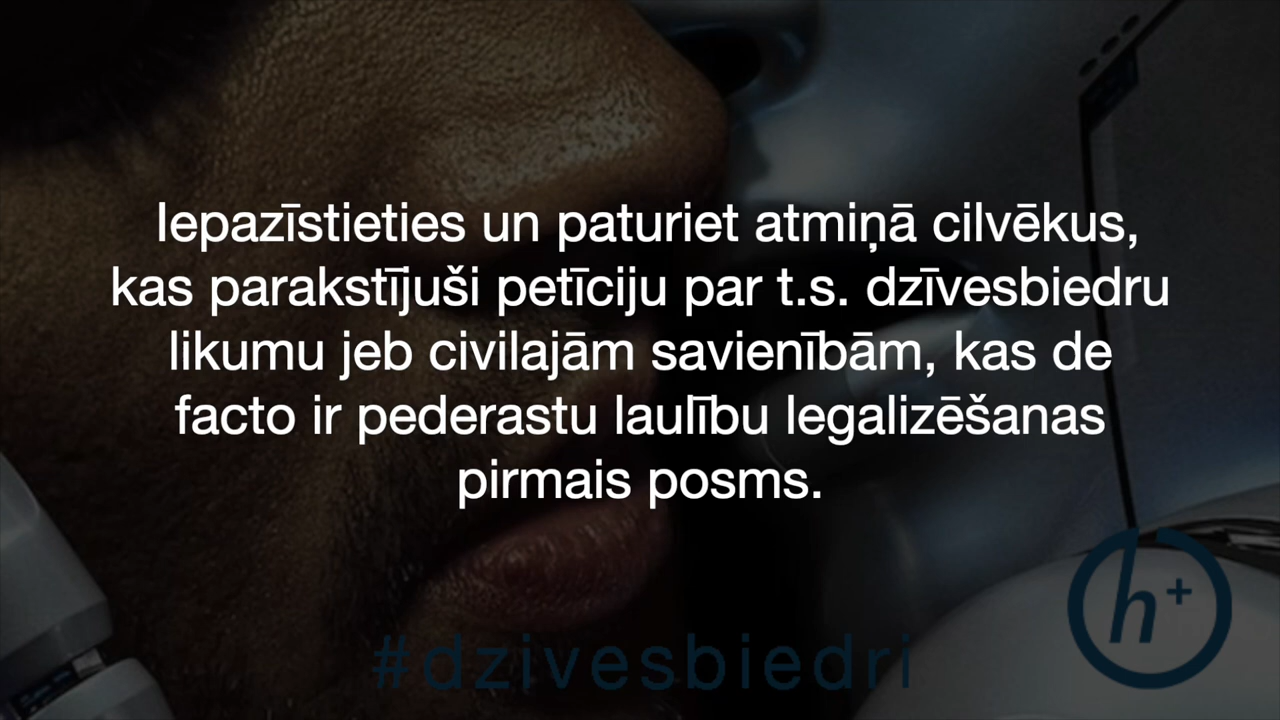 Iepazīstieties un paturiet atmiņā cilvēkus,
kas parakstījuši petīciju par t.s. dzīvesbiedru
likumu jeb civilajām savienībām, kas de
facto ir pederastu laulību legalizēšanas
pirmais posms.
h+
#dzivesbiedri